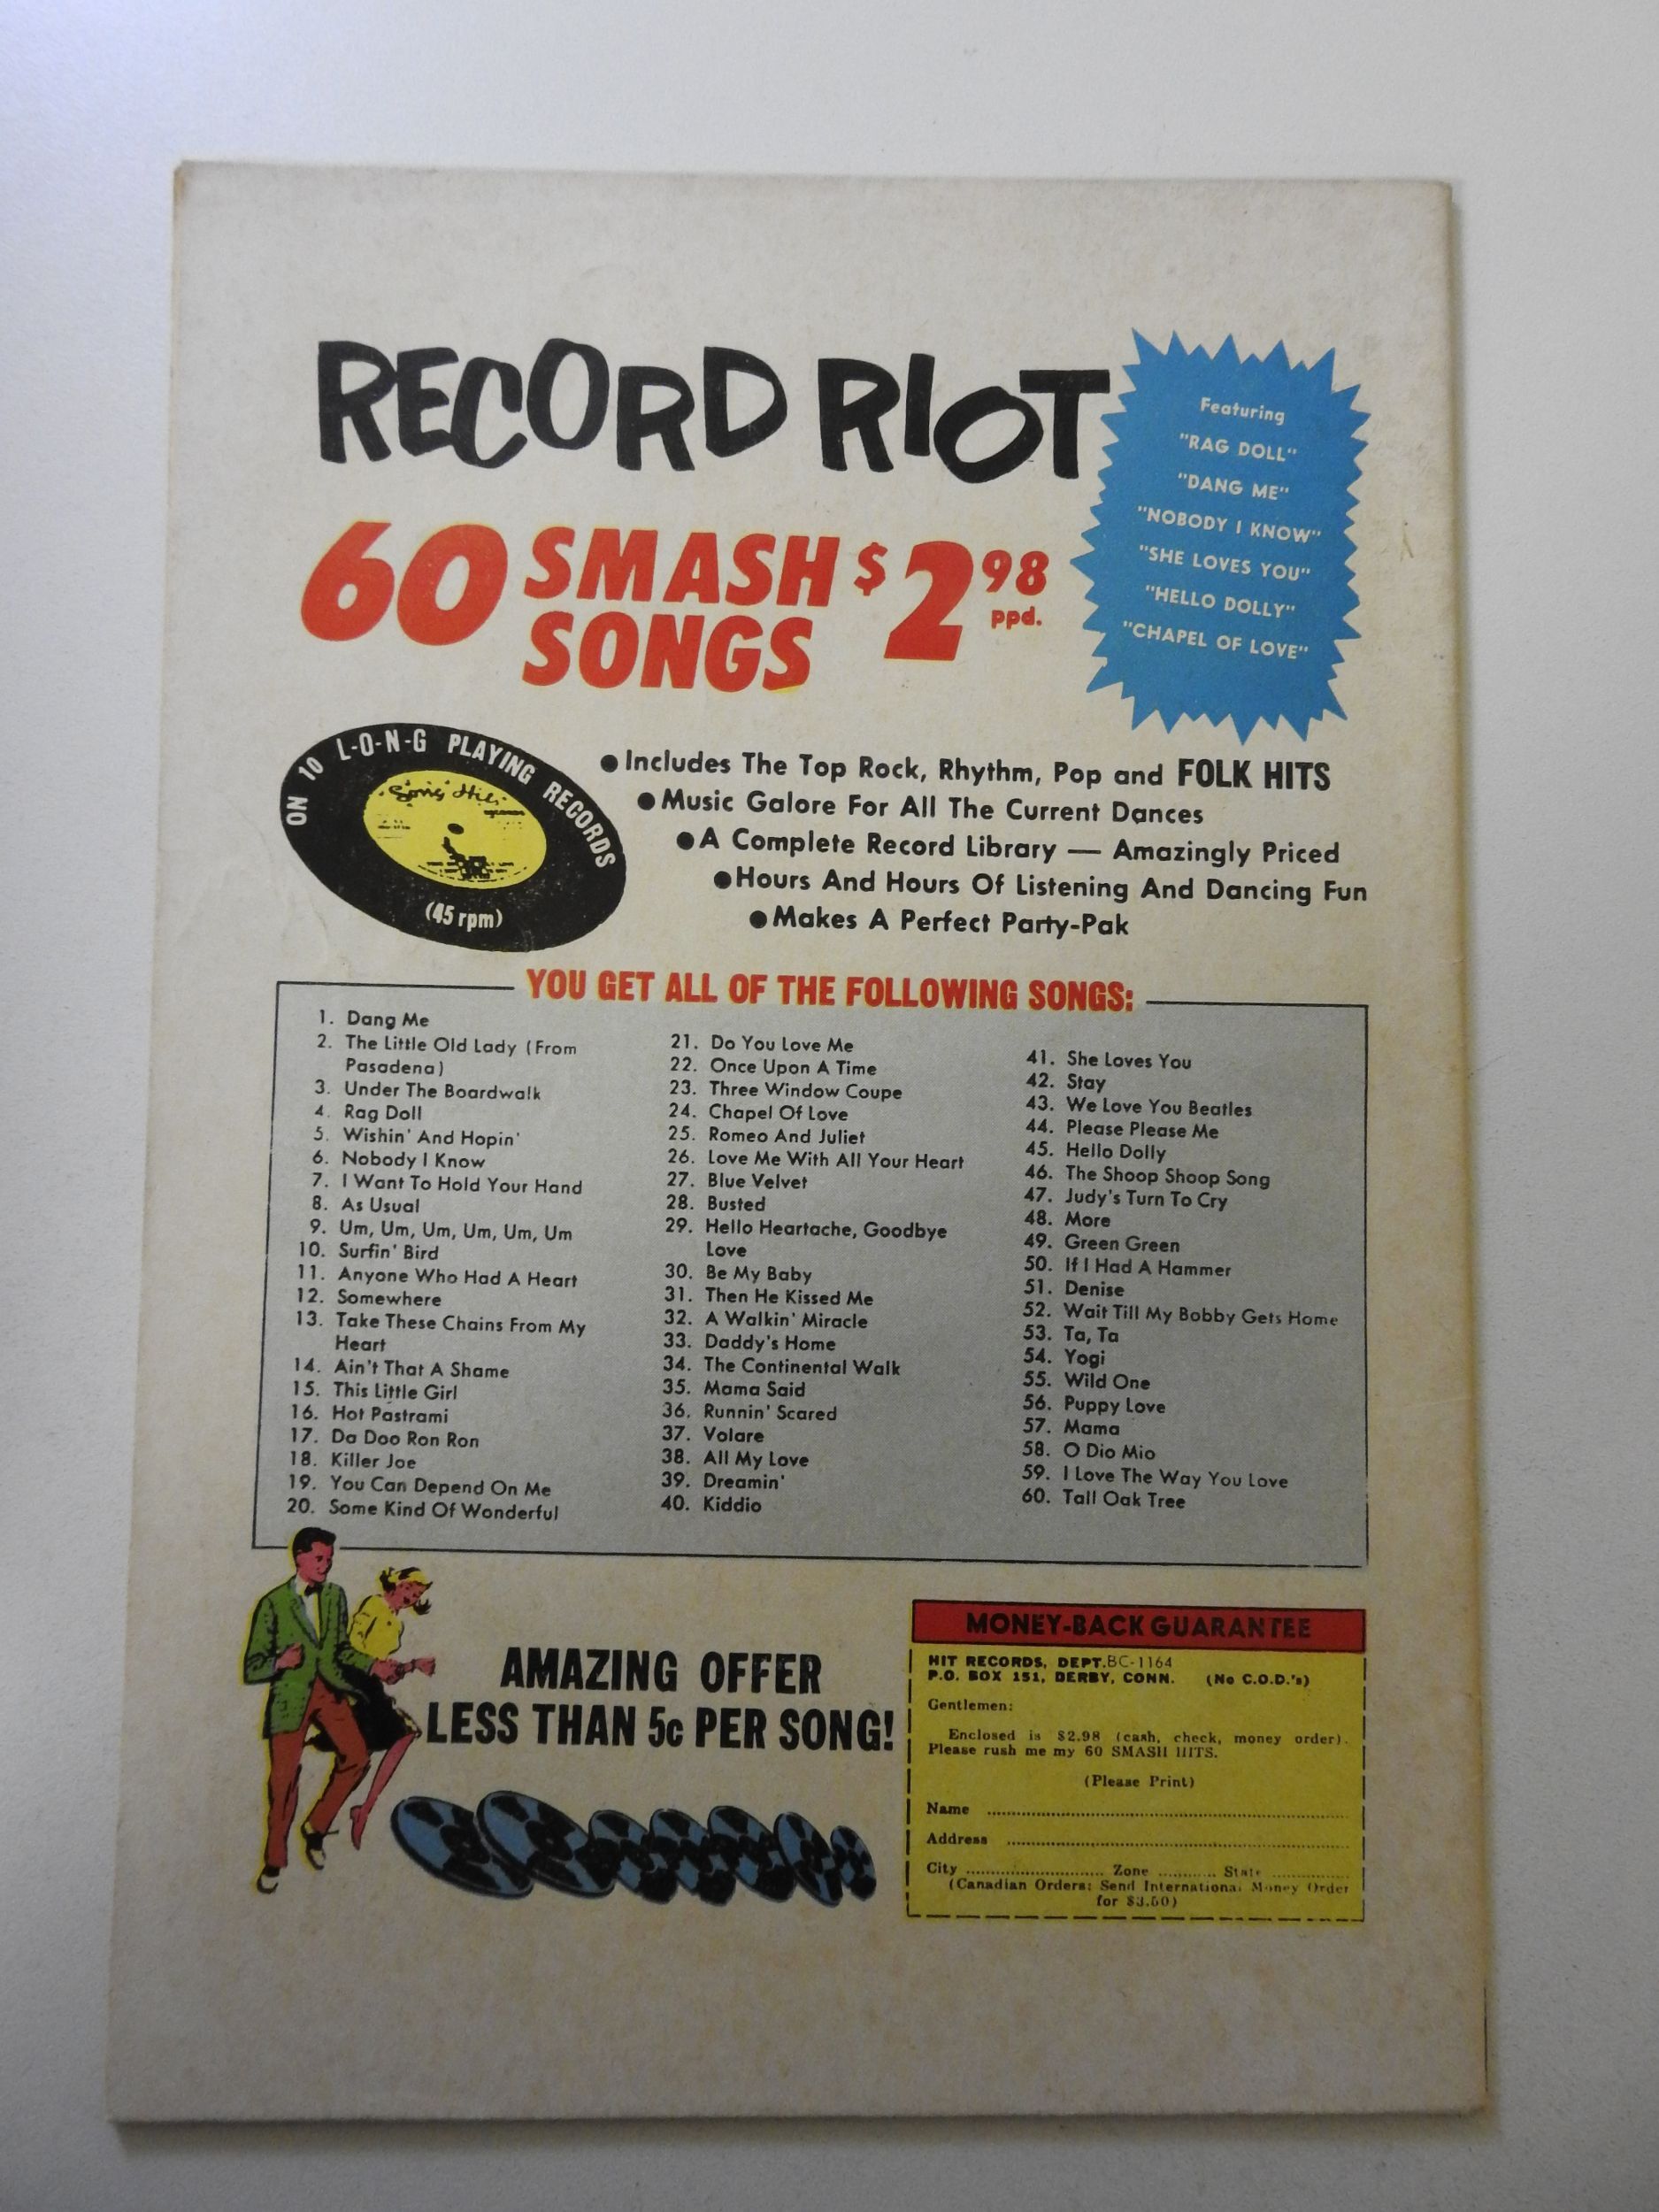 RECORD RIOT
60 SMASH SONGS $2.98 ppd.
Featuring
"RAG DOLL"
"DANG ME"
"NOBODY I KNOW"
"SHE LOVES YOU"
"HELLO DOLLY"
"CHAPEL OF LOVE"
ON 10 L-O-N-G PLAYING RECORDS
(45 rpm)
●Includes The Top Rock, Rhythm, Pop and FOLK HITS
●Music Galore For All The Current Dances
●A Complete Record Library — Amazingly Priced
●Hours And Hours Of Listening And Dancing Fun
●Makes A Perfect Party-Pak
YOU GET ALL OF THE FOLLOWING SONGS:
1. Dang Me
2. The Little Old Lady (From
Pasadena)
3. Under The Boardwalk
4. Rag Doll
5. Wishin' And Hopin'
6. Nobody I Know
7. I Want To Hold Your Hand
8. As Usual
9. Um, Um, Um, Um, Um, Um
10. Surfin' Bird
11. Anyone Who Had A Heart
12. Somewhere
13. Take These Chains From My
Heart
14. Ain't That A Shame
15. This Little Girl
16. Hot Pastrami
17. Da Doo Ron Ron
18. Killer Joe
19. You Can Depend On Me
20. Some Kind Of Wonderful
21. Do You Love Me
22. Once Upon A Time
23. Three Window Coupe
24. Chapel Of Love
25. Romeo And Juliet
26. Love Me With All Your Heart
27. Blue Velvet
28. Busted
29. Hello Heartache, Goodbye
Love
30. Be My Baby
31. Then He Kissed Me
32. A Walkin' Miracle
33. Daddy's Home
34. The Continental Walk
35. Mama Said
36. Runnin' Scared
37. Volare
38. All My Love
39. Dreamin'
40. Kiddio
41. She Loves You
42. Stay
43. We Love You Beatles
44. Please Please Me
45. Hello Dolly
46. The Shoop Shoop Song
47. Judy's Turn To Cry
48. More
49. Green Green
50. If I Had A Hammer
51. Denise
52. Wait Till My Bobby Gets Home
53. Ta, Ta
54. Yogi
55. Wild One
56. Puppy Love
57. Mama
58. O Dio Mio
59. I Love The Way You Love
60. Tall Oak Tree
AMAZING OFFER
LESS THAN 5c PER SONG!
MONEY-BACK GUARANTEE
HIT RECORDS, DEPT.BC-1164
P.O. BOX 151, DERBY, CONN. (No C.O.D.'s)
Gentlemen:
Enclosed is $2.98 (cash, check, money order).
Please rush me my 60 SMASH HITS.
(Please Print)
Name
Address
City Zone State
(Canadian Orders: Send International Money Order
for $3.50)